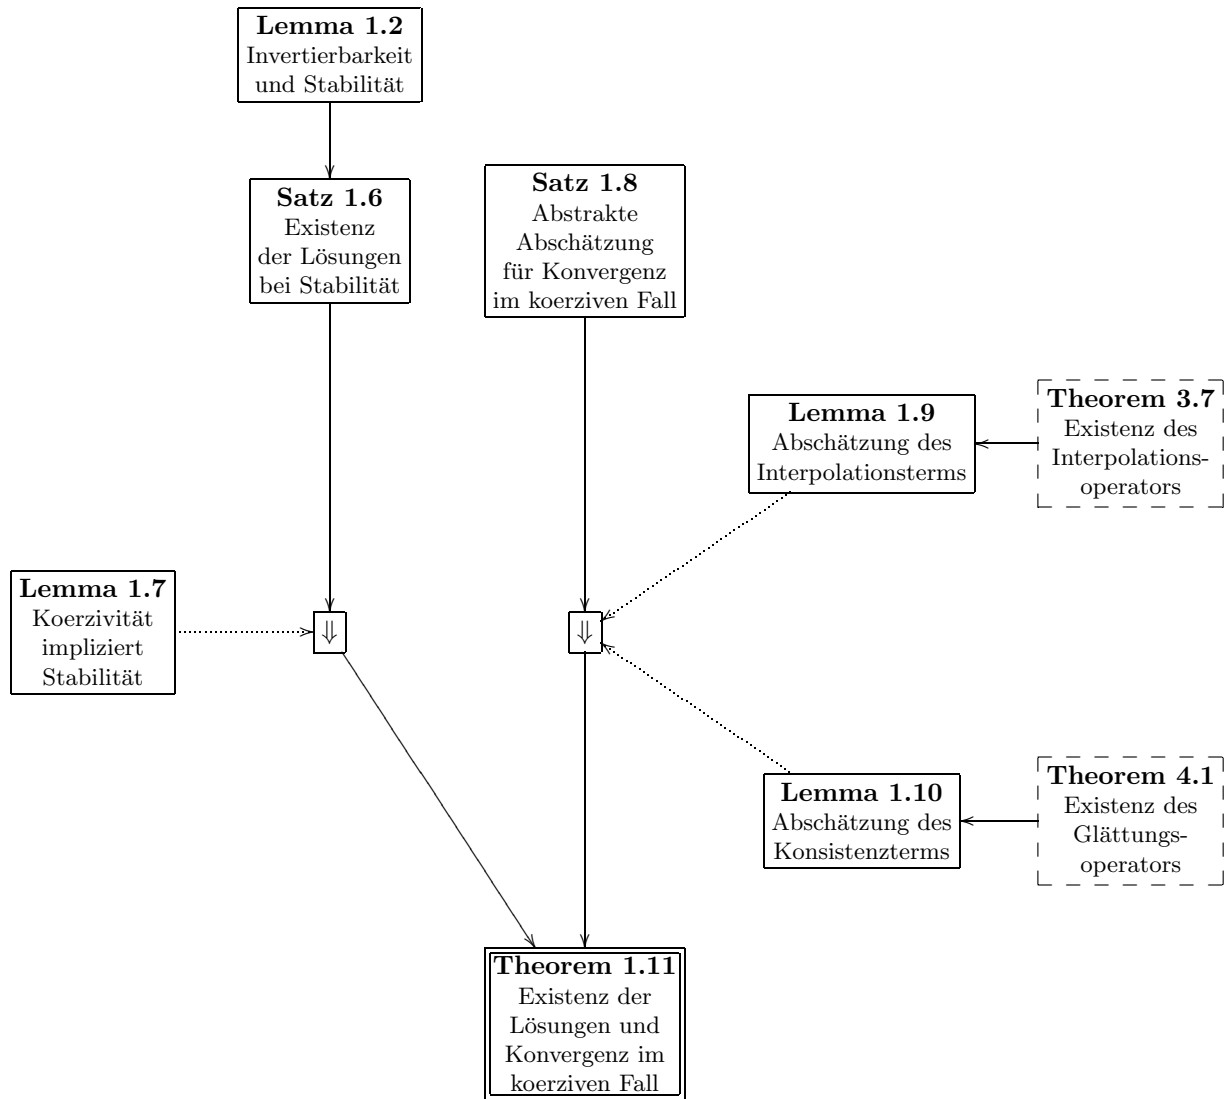 Lemma 1.2
Invertierbarkeit
und Stabilität
Satz 1.6
Existenz
der Lösungen
bei Stabilität
Satz 1.8
Abstrakte
Abschätzung
für Konvergenz
im koerziven Fall
Lemma 1.9
Abschätzung des
Interpolationsterms
Theorem 3.7
Existenz des
Interpolations-
operators
Lemma 1.7
Koerzivität
impliziert
Stabilität
⇓
⇓
Lemma 1.10
Abschätzung des
Konsistenzterms
Theorem 4.1
Existenz des
Glättungs-
operators
Theorem 1.11
Existenz der
Lösungen und
Konvergenz im
koerziven Fall